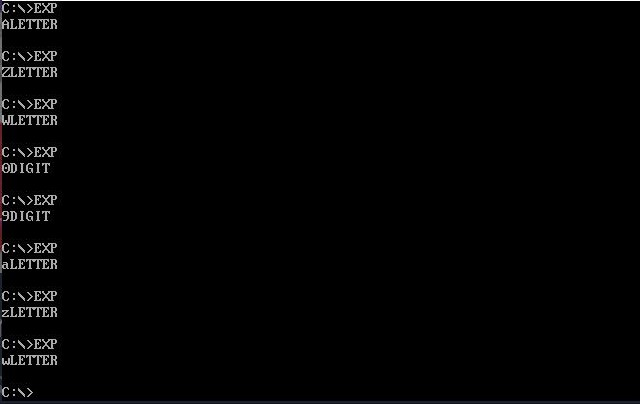 C:\>EXP
ALETTER
C:\>EXP
ZLETTER
C:\>EXP
WLETTER
C:\>EXP
0DIGIT
C:\>EXP
9DIGIT
C:\>EXP
aLETTER
C:\>EXP
zLETTER
C:\>EXP
wLETTER
C:\>